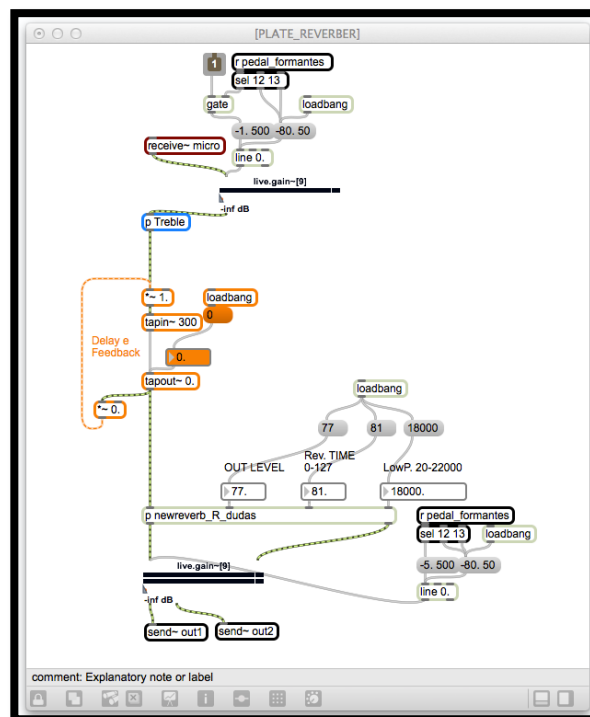 [PLATE_REVERBER]
1
r pedal_formantes
sel 12 13
gate
loadbang
-1. 500
-80. 50
receive~ micro
line 0.
live.gain~[9]
-inf dB
p Treble
*~ 1.
loadbang
0
tapin~ 300
Delay e
Feedback
0.
tapout~ 0.
*~ 0.
loadbang
77
81
18000
OUT LEVEL
Rev. TIME
0-127
LowP. 20-22000
77.
81.
18000.
p newreverb_R_dudas
r pedal_formantes
sel 12 13
loadbang
-5. 500
-80. 50
line 0.
live.gain~[9]
-inf dB
send~ out1
send~ out2
comment: Explanatory note or label